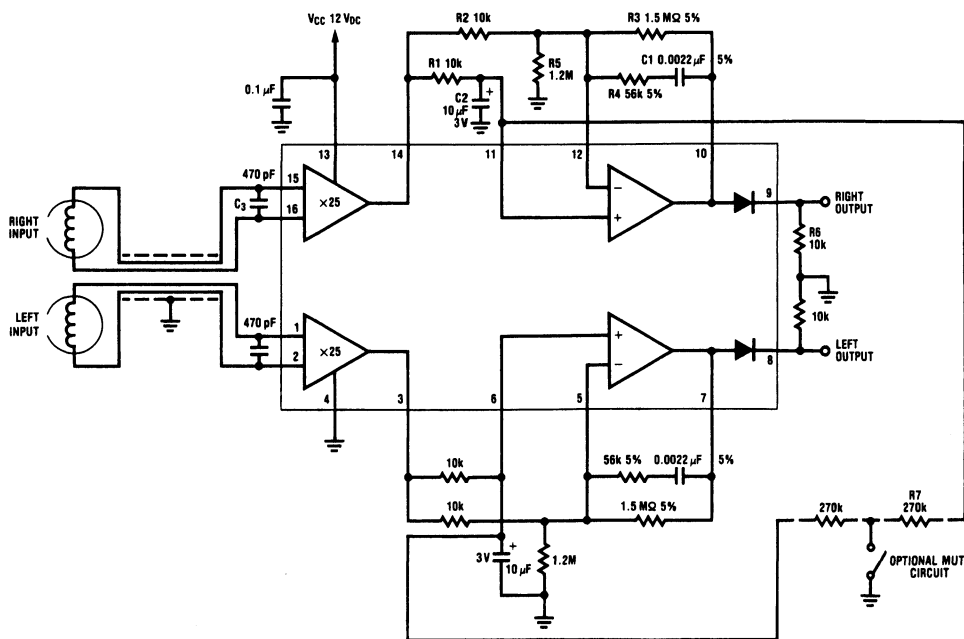 VCC 12 VDC
R2 10k
R3 1.5 MΩ 5%
R1 10k
R5
1.2M
C1 0.0022 μF 5%
R4 56k 5%
0.1 μF
C2
10 μF
3V
+
13
14
11
12
10
470 pF
C3
15
16
×25
−
+
9
RIGHT
INPUT
RIGHT
OUTPUT
R6
10k
LEFT
INPUT
470 pF
1
2
×25
+
−
10k
8
LEFT
OUTPUT
4
3
6
5
7
10k
10k
56k 5%
0.0022 μF 5%
1.5 MΩ 5%
3V
+
10 μF
1.2M
270k
R7
270k
OPTIONAL MUT
CIRCUIT